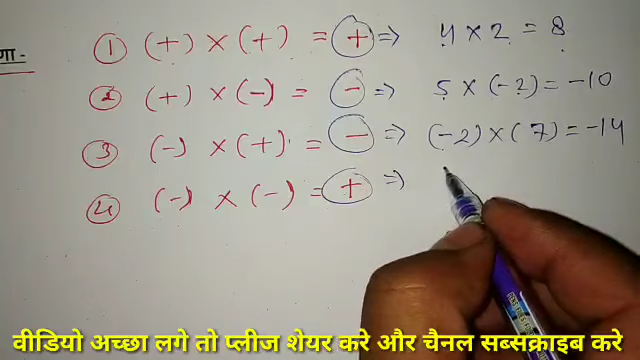 ① (+) × (+) = + => 4 × 2 = 8
② (+) × (-) = - => 5 × (-2) = -10
③ (-) × (+) = - => (-2) × (7) = -14
④ (-) × (-) = + =>
वीडियो अच्छा लगे तो प्लीज शेयर करे और चैनल सब्सक्राइब करे